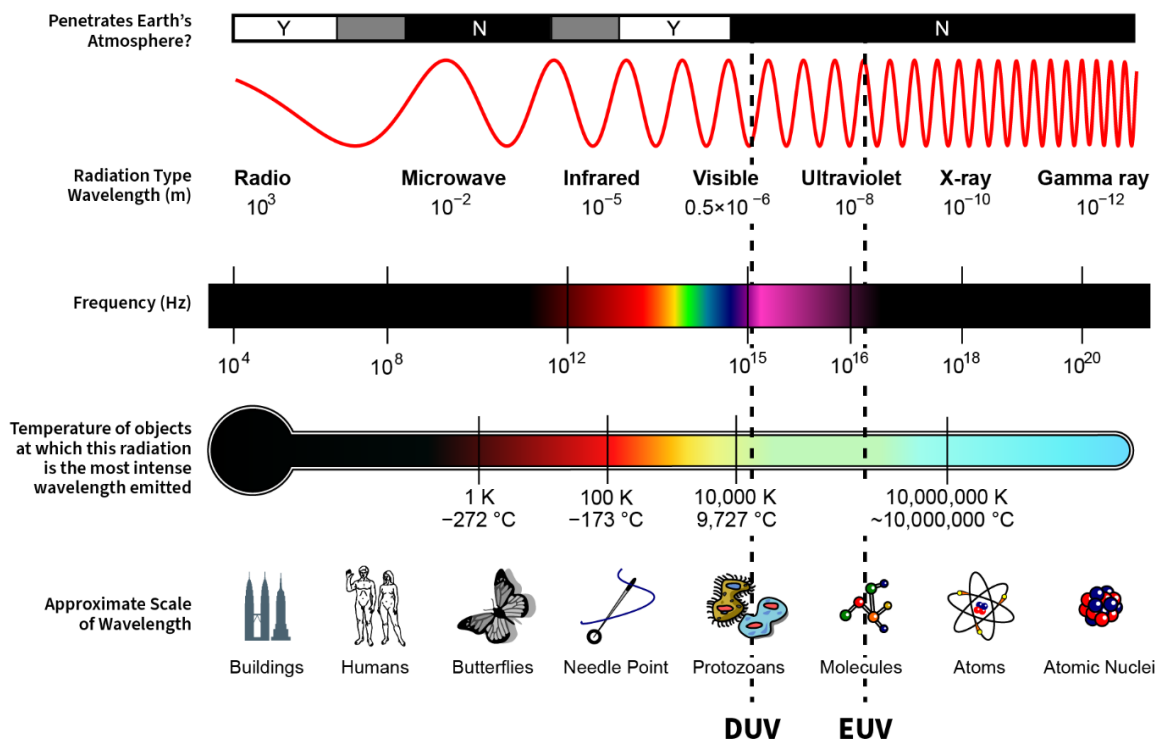 Penetrates Earth's
Atmosphere?
Y N Y N
Radiation Type
Wavelength (m)
Radio Microwave Infrared Visible Ultraviolet X-ray Gamma ray
10³ 10⁻² 10⁻⁵ 0.5×10⁻⁶ 10⁻⁸ 10⁻¹⁰ 10⁻¹²
Frequency (Hz)
10⁴ 10⁸ 10¹² 10¹⁵ 10¹⁶ 10¹⁸ 10²⁰
Temperature of objects
at which this radiation
is the most intense
wavelength emitted
1 K 100 K 10,000 K 10,000,000 K
−272 °C −173 °C 9,727 °C ~10,000,000 °C
Approximate Scale
of Wavelength
Buildings Humans Butterflies Needle Point Protozoans Molecules Atoms Atomic Nuclei
DUV EUV